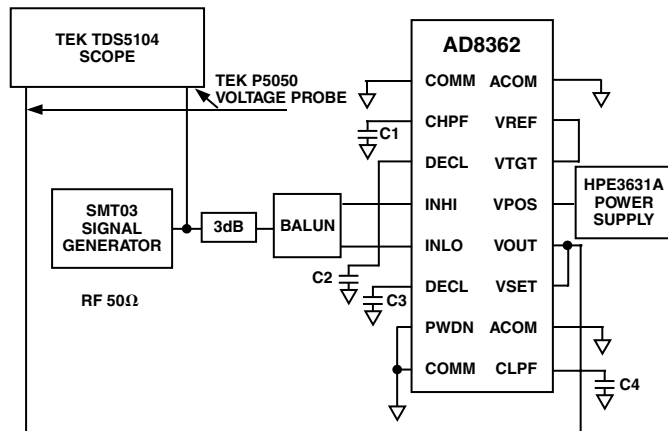 TEK TDS5104
SCOPE
TEK P5050
VOLTAGE PROBE
SMT03
SIGNAL
GENERATOR
RF 50Ω
3dB
BALUN
C1
C2
C3
AD8362
COMM ACOM
CHPF VREF
DECL VTGT
INHI VPOS
INLO VOUT
DECL VSET
PWDN ACOM
COMM CLPF
C4
HPE3631A
POWER
SUPPLY